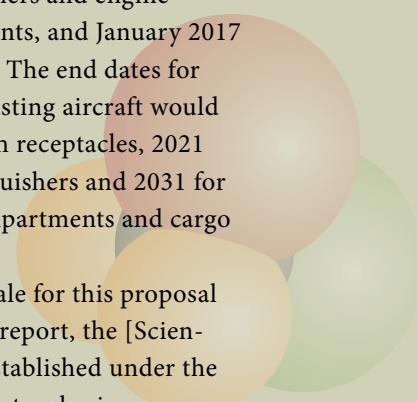 ers and engine
nts, and January 2017
The end dates for
sting aircraft would
receptacles, 2021
uishers and 2031 for
partments and cargo
ale for this proposal
report, the [Scien-
tablished under the